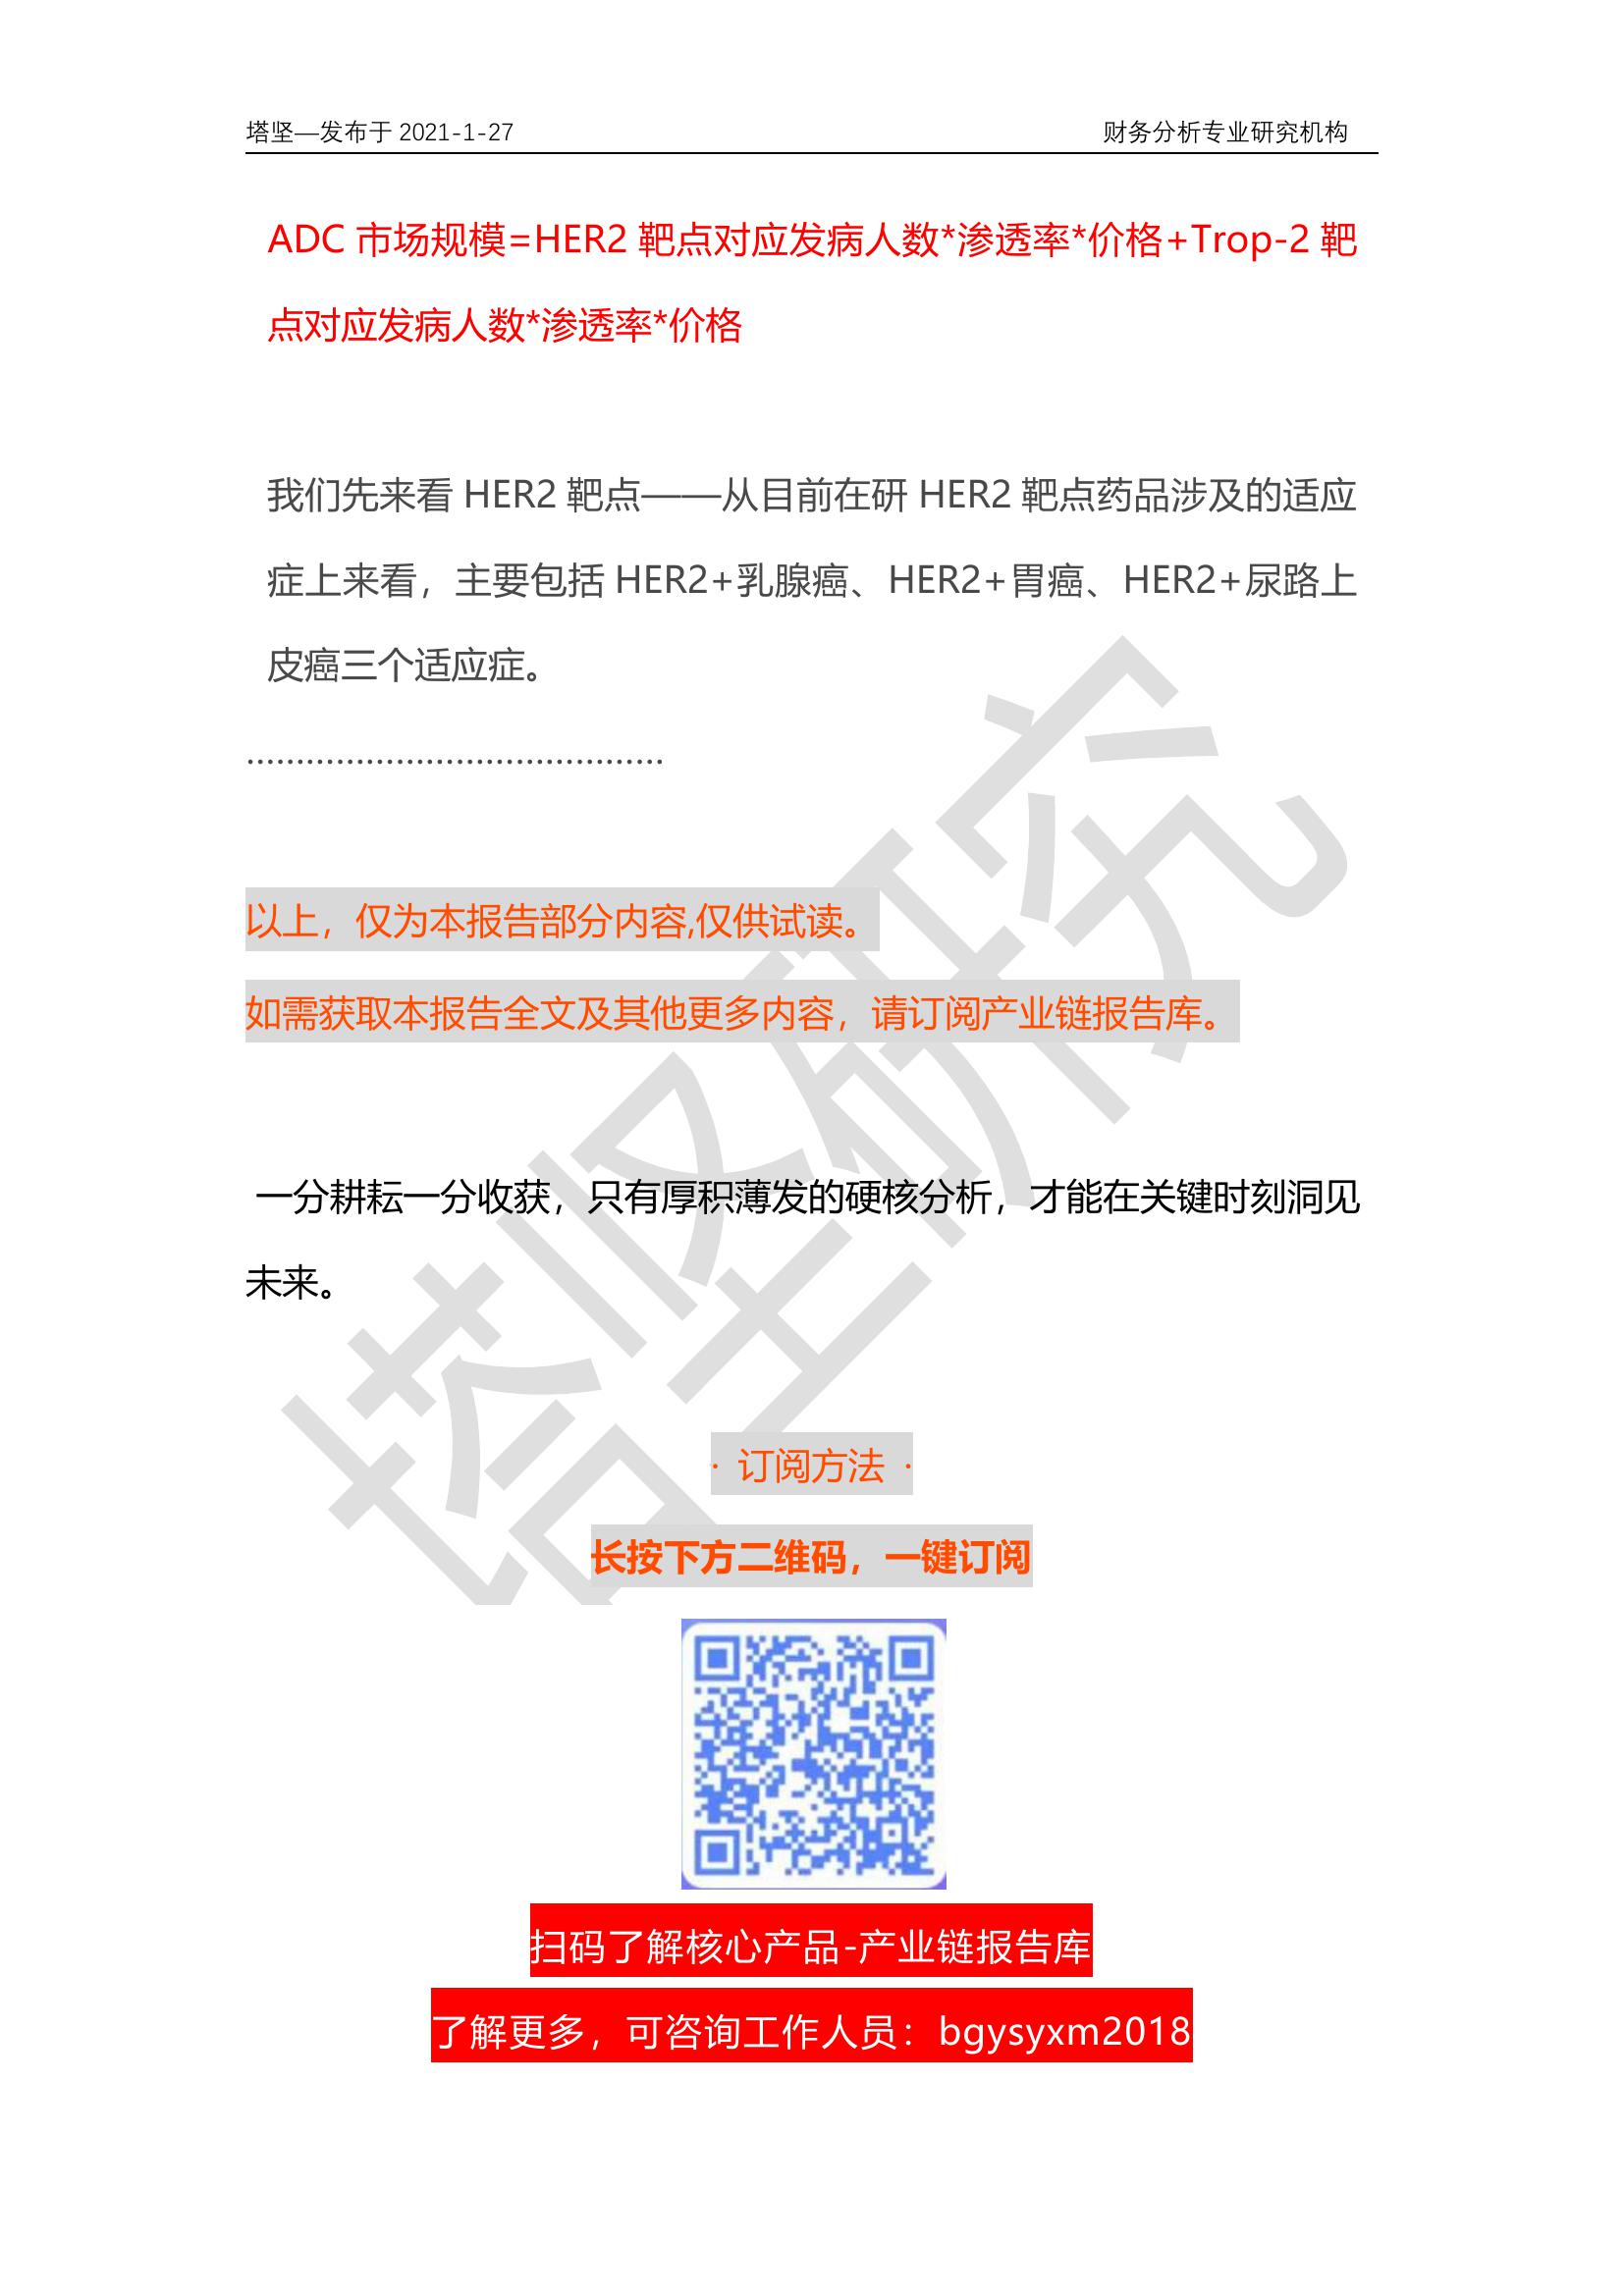 塔坚—发布于 2021-1-27 财务分析专业研究机构
ADC 市场规模=HER2 靶点对应发病人数*渗透率*价格+Trop-2 靶
点对应发病人数*渗透率*价格
我们先来看 HER2 靶点——从目前在研 HER2 靶点药品涉及的适应
症上来看，主要包括 HER2+乳腺癌、HER2+胃癌、HER2+尿路上
皮癌三个适应症。
……………………………………
以上，仅为本报告部分内容,仅供试读。
如需获取本报告全文及其他更多内容，请订阅产业链报告库。
一分耕耘一分收获，只有厚积薄发的硬核分析，才能在关键时刻洞见
未来。
· 订阅方法 ·
长按下方二维码，一键订阅
扫码了解核心产品-产业链报告库
了解更多，可咨询工作人员：bgysyxm2018
塔坚研究